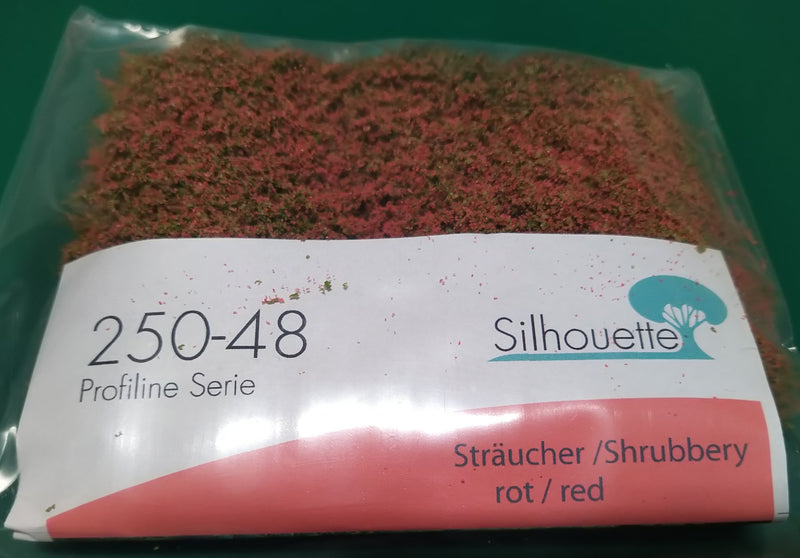 250-48
Profiline Serie
Silhouette
Sträucher /Shrubbery
rot / red